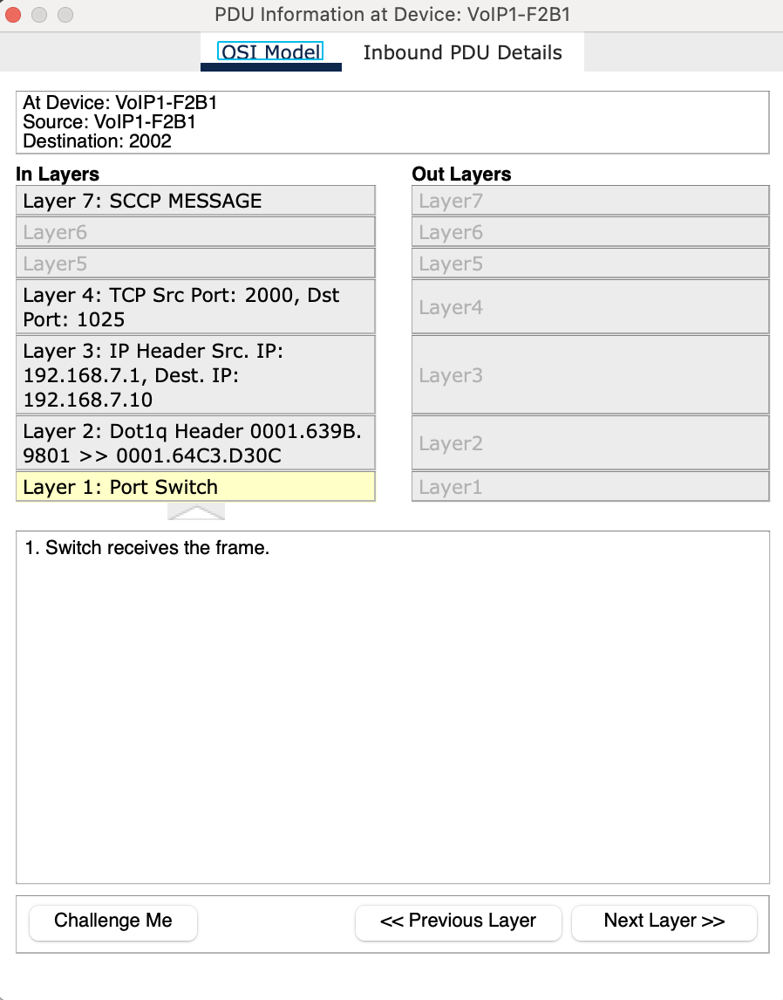 PDU Information at Device: VoIP1-F2B1
OSI Model
Inbound PDU Details
At Device: VoIP1-F2B1
Source: VoIP1-F2B1
Destination: 2002
In Layers
Layer 7: SCCP MESSAGE
Layer6
Layer5
Layer 4: TCP Src Port: 2000, Dst
Port: 1025
Layer 3: IP Header Src. IP:
192.168.7.1, Dest. IP:
192.168.7.10
Layer 2: Dot1q Header 0001.639B.
9801 >> 0001.64C3.D30C
Layer 1: Port Switch
Out Layers
Layer7
Layer6
Layer5
Layer4
Layer3
Layer2
Layer1
1. Switch receives the frame.
Challenge Me
<< Previous Layer
Next Layer >>